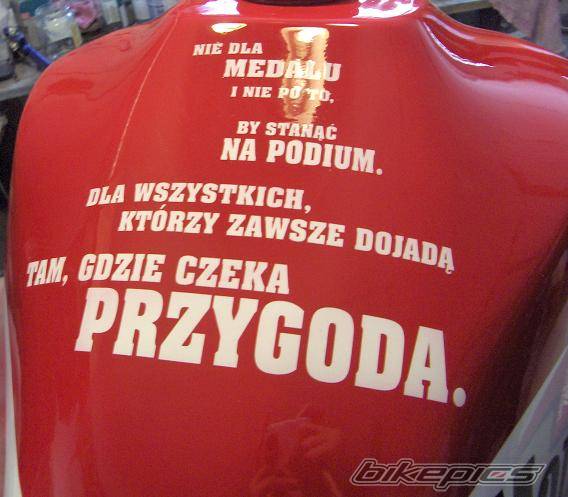 NIE DLA
MEDALU
I NIE PO TO,
BY STANĄĆ
NA PODIUM.
DLA WSZYSTKICH,
KTÓRZY ZAWSZE DOJADĄ
TAM, GDZIE CZEKA
PRZYGODA.
bikepics